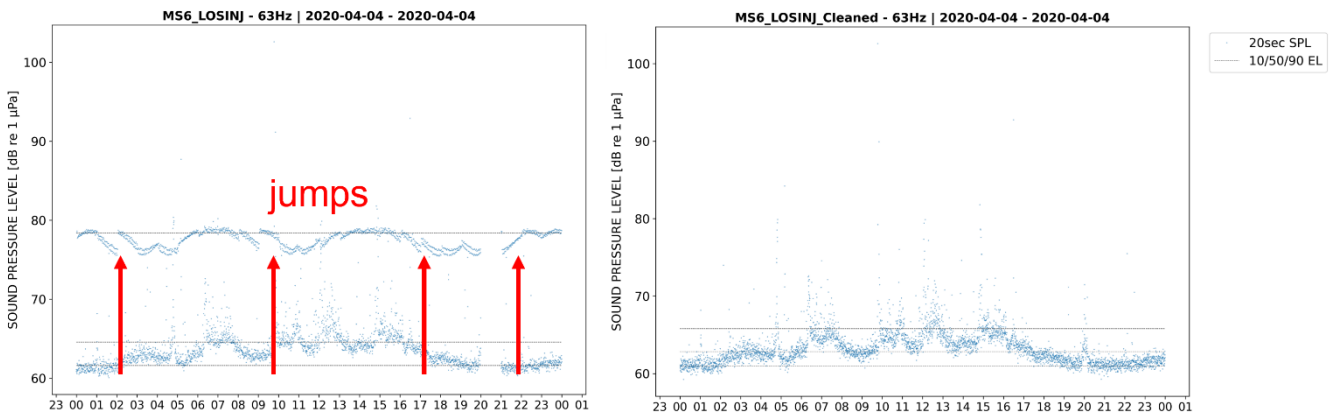 MS6_LOSINJ - 63Hz | 2020-04-04 - 2020-04-04
SOUND PRESSURE LEVEL [dB re 1 µPa]
100
90
80
70
60
jumps
23 00 01 02 03 04 05 06 07 08 09 10 11 12 13 14 15 16 17 18 19 20 21 22 23 00 01
MS6_LOSINJ_Cleaned - 63Hz | 2020-04-04 - 2020-04-04
SOUND PRESSURE LEVEL [dB re 1 µPa]
100
90
80
70
60
23 00 01 02 03 04 05 06 07 08 09 10 11 12 13 14 15 16 17 18 19 20 21 22 23 00 01
20sec SPL
10/50/90 EL